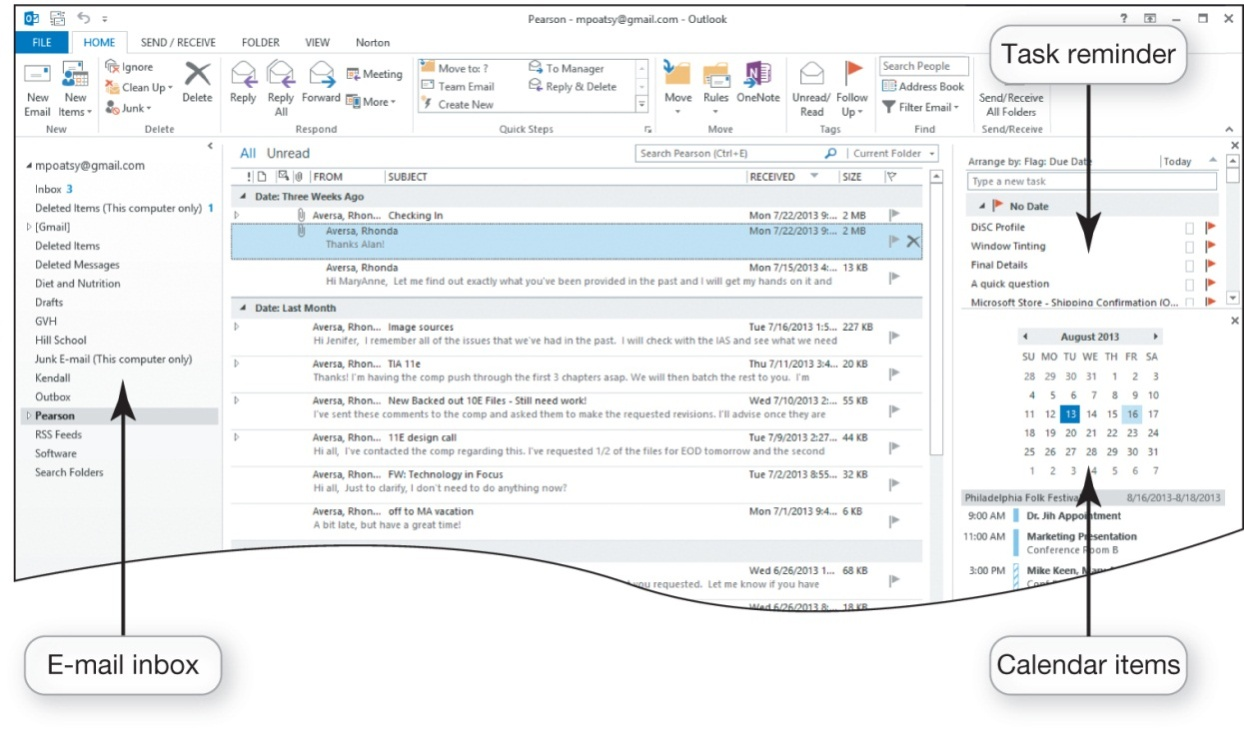 Pearson - mpoatsy@gmail.com - Outlook
FILE HOME SEND / RECEIVE FOLDER VIEW Norton
Task reminder
New Email
New Items
Ignore
Clean Up
Junk
Delete
Reply
Reply All
Forward
Meeting
More
Move to: ?
Team Email
Create New
To Manager
Reply & Delete
Move
Rules
OneNote
Unread/ Read
Follow Up
Search People
Address Book
Filter Email
Send/Receive All Folders
New Delete Respond Quick Steps Move Tags Find Send/Receive
mpoatsy@gmail.com
Inbox 3
Deleted Items (This computer only) 1
[Gmail]
Deleted Items
Deleted Messages
Diet and Nutrition
Drafts
GVH
Hill School
Junk E-mail (This computer only)
Kendall
Outbox
Pearson
RSS Feeds
Software
Search Folders
All Unread
Search Pearson (Ctrl+E) Current Folder
FROM SUBJECT RECEIVED SIZE
Date: Three Weeks Ago
Aversa, Rhon... Checking In Mon 7/22/2013 9:... 2 MB
Aversa, Rhonda Mon 7/22/2013 9:... 2 MB
Thanks Alan!
Aversa, Rhonda Mon 7/15/2013 4:... 13 KB
Hi MaryAnne, Let me find out exactly what you've been provided in the past and I will get my hands on it and
Date: Last Month
Aversa, Rhon... Image sources Tue 7/16/2013 1:5... 227 KB
Hi Jenifer, I remember all of the issues that we've had in the past. I will check with the IAS and see what we need
Aversa, Rhon... TIA 11e Thu 7/11/2013 3:4... 20 KB
Thanks! I'm having the comp push through the first 3 chapters asap. We will then batch the rest to you. I'm
Aversa, Rhon... New Backed out 10E Files - Still need work! Wed 7/10/2013 2:... 55 KB
I've sent these comments to the comp and asked them to make the requested revisions. I'll advise once they are
Aversa, Rhon... 11E design call Tue 7/9/2013 2:27... 44 KB
Hi all, I've contacted the comp regarding this. I've requested 1/2 of the files for EOD tomorrow and the second
Aversa, Rhon... FW: Technology in Focus Tue 7/2/2013 8:55... 32 KB
Hi all, Just to clarify, I don't need to do anything now?
Aversa, Rhon... off to MA vacation Mon 7/1/2013 9:4... 6 KB
A bit late, but have a great time!
Wed 6/26/2013 1... 68 KB
you requested. Let me know if you have
Wed 6/26/2013 8:... 18 KB
Arrange by: Flag: Due Date Today
Type a new task
No Date
DiSC Profile
Window Tinting
Final Details
A quick question
Microsoft Store - Shipping Confirmation (O...
August 2013
SU MO TU WE TH FR SA
28 29 30 31 1 2 3
4 5 6 7 8 9 10
11 12 13 14 15 16 17
18 19 20 21 22 23 24
25 26 27 28 29 30 31
1 2 3 4 5 6 7
Philadelphia Folk Festival 8/16/2013-8/18/2013
9:00 AM Dr. Jih Appointment
11:00 AM Marketing Presentation
Conference Room B
3:00 PM Mike Keen,
E-mail inbox
Calendar items